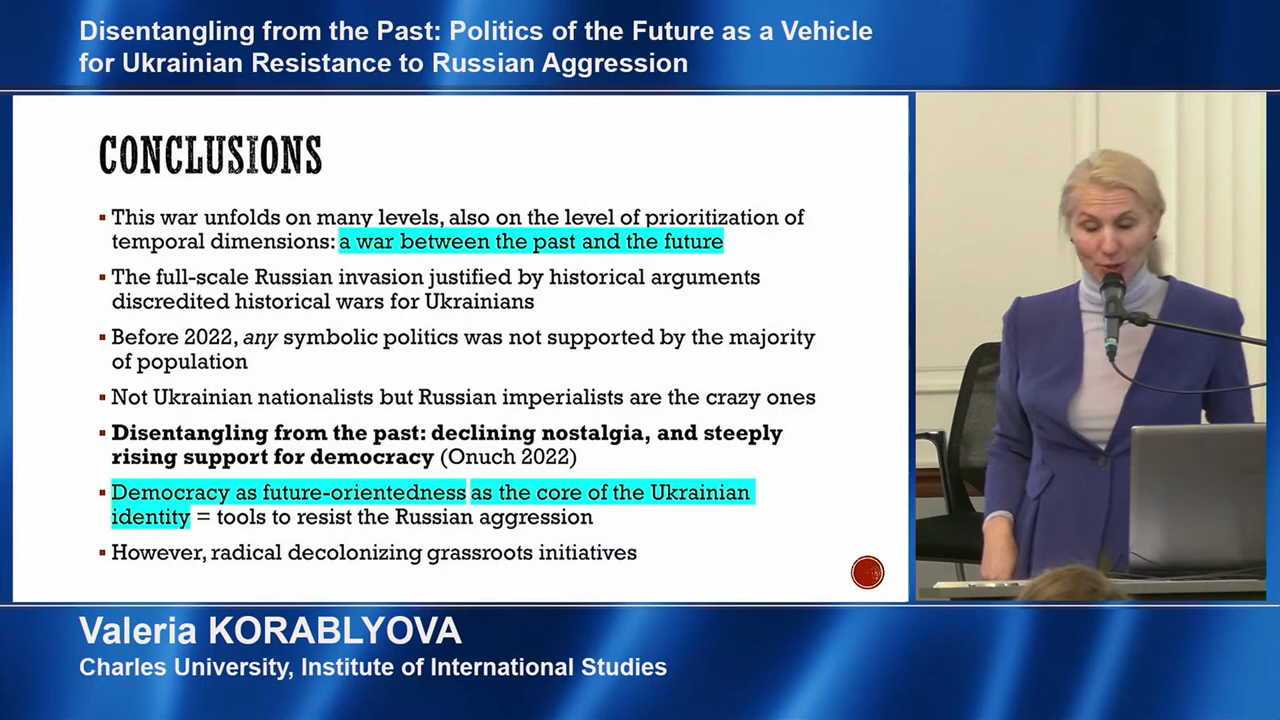 Disentangling from the Past: Politics of the Future as a Vehicle
for Ukrainian Resistance to Russian Aggression
CONCLUSIONS
▪ This war unfolds on many levels, also on the level of prioritization of
temporal dimensions: a war between the past and the future
▪ The full-scale Russian invasion justified by historical arguments
discredited historical wars for Ukrainians
▪ Before 2022, any symbolic politics was not supported by the majority
of population
▪ Not Ukrainian nationalists but Russian imperialists are the crazy ones
▪ Disentangling from the past: declining nostalgia, and steeply
rising support for democracy (Onuch 2022)
▪ Democracy as future-orientedness as the core of the Ukrainian
identity = tools to resist the Russian aggression
▪ However, radical decolonizing grassroots initiatives
Valeria KORABLYOVA
Charles University, Institute of International Studies